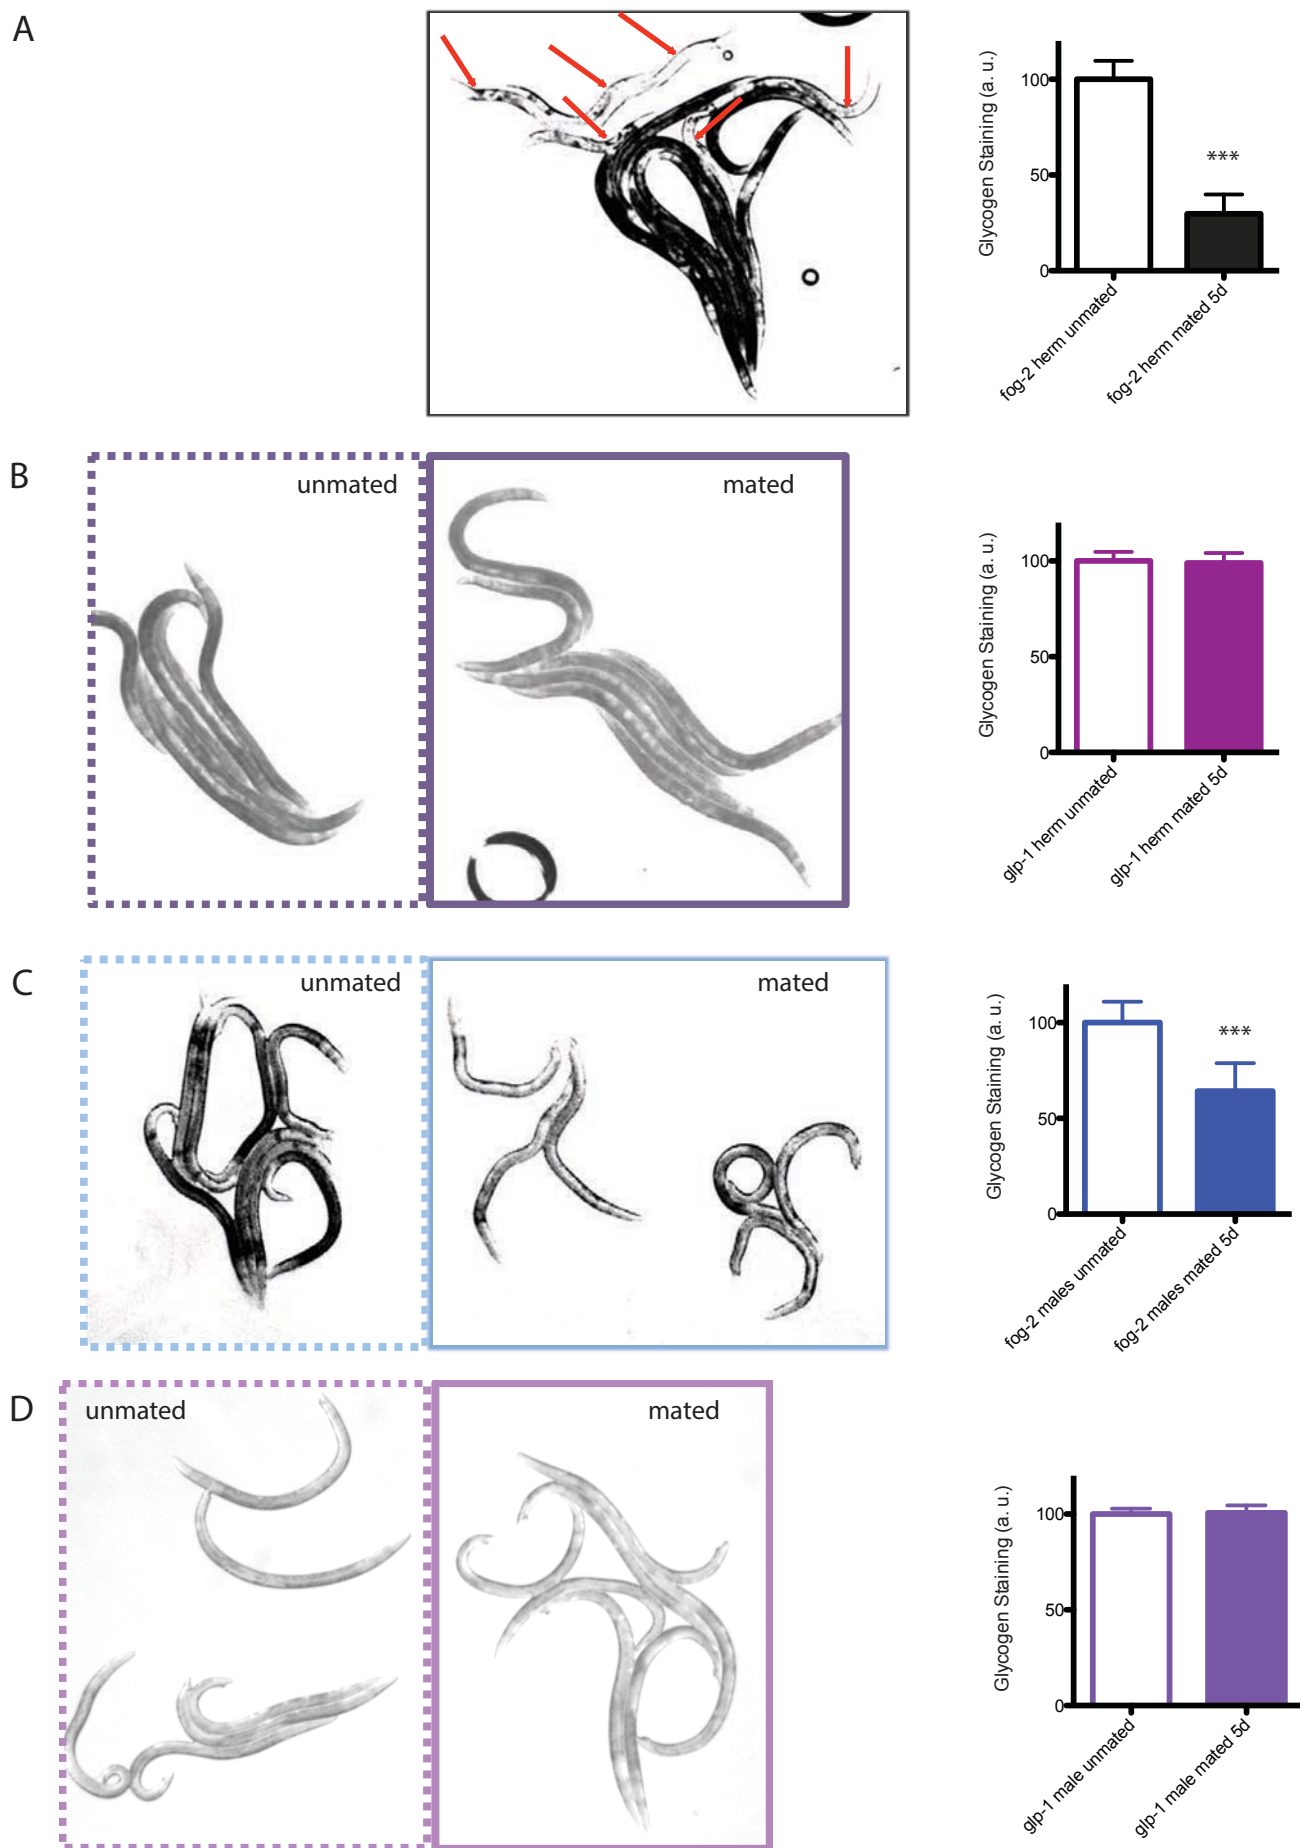 A
Glycogen Staining (a. u.)
100
50
0
***
fog-2 herm unmated
fog-2 herm mated 5d
B
unmated
mated
Glycogen Staining (a. u.)
100
50
0
glp-1 herm unmated
glp-1 herm mated 5d
C
unmated
mated
Glycogen Staining (a. u.)
100
50
0
***
fog-2 males unmated
fog-2 males mated 5d
D
unmated
mated
Glycogen Staining (a. u.)
100
50
0
glp-1 male unmated
glp-1 male mated 5d